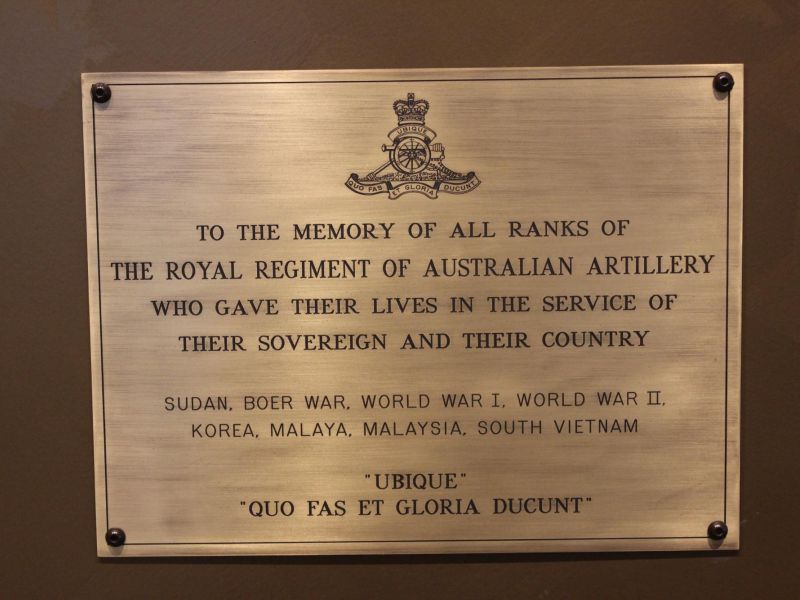 UBIQUE
QUO FAS ET GLORIA DUCUNT
TO THE MEMORY OF ALL RANKS OF
THE ROYAL REGIMENT OF AUSTRALIAN ARTILLERY
WHO GAVE THEIR LIVES IN THE SERVICE OF
THEIR SOVEREIGN AND THEIR COUNTRY
SUDAN, BOER WAR, WORLD WAR I, WORLD WAR II,
KOREA, MALAYA, MALAYSIA, SOUTH VIETNAM
"UBIQUE"
"QUO FAS ET GLORIA DUCUNT"